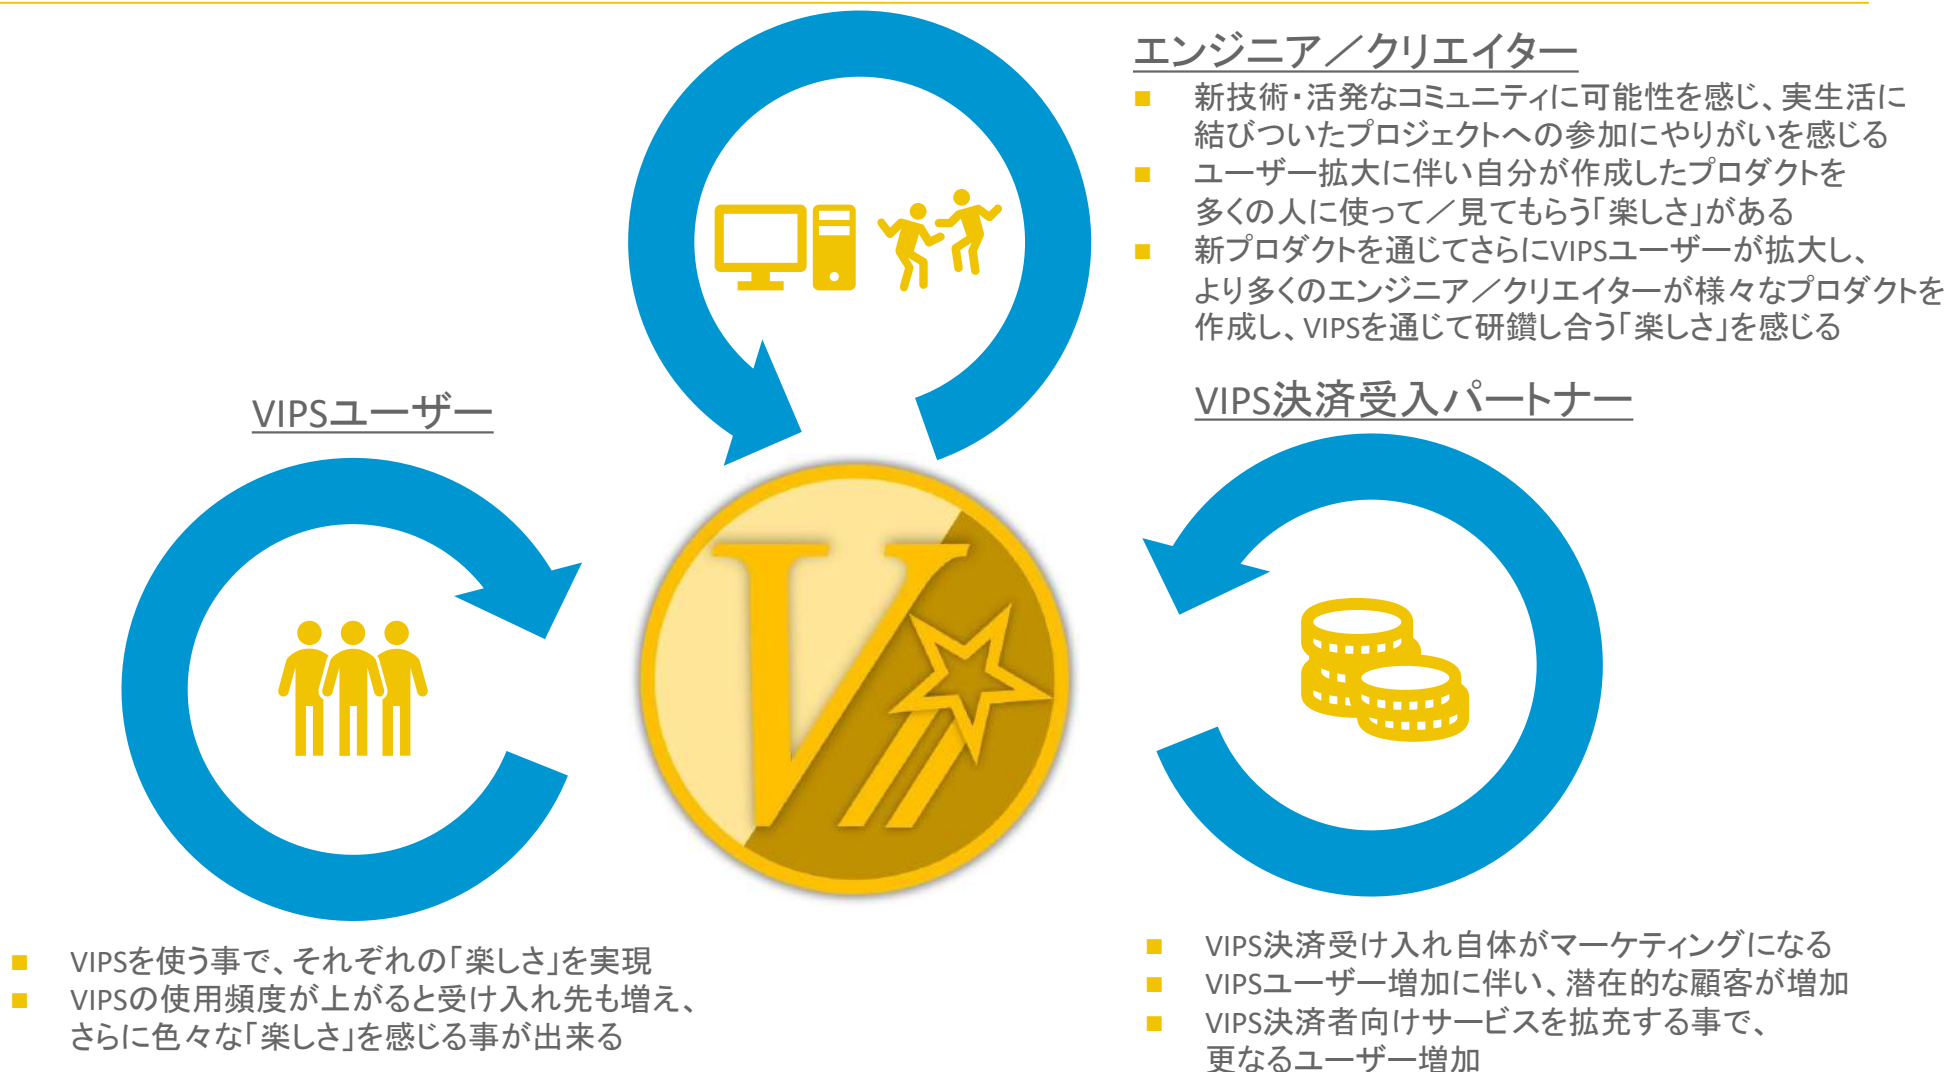 エンジニア／クリエイター
新技術・活発なコミュニティに可能性を感じ、実生活に
結びついたプロジェクトへの参加にやりがいを感じる
ユーザー拡大に伴い自分が作成したプロダクトを
多くの人に使って／見てもらう「楽しさ」がある
新プロダクトを通じてさらにVIPSユーザーが拡大し、
より多くのエンジニア／クリエイターが様々なプロダクトを
作成し、VIPSを通じて研鑽し合う「楽しさ」を感じる
VIPSユーザー
VIPS決済受入パートナー
V
VIPSを使う事で、それぞれの「楽しさ」を実現
VIPSの使用頻度が上がると受け入れ先も増え、
さらに色々な「楽しさ」を感じる事が出来る
VIPS決済受け入れ自体がマーケティングになる
VIPSユーザー増加に伴い、潜在的な顧客が増加
VIPS決済者向けサービスを拡充する事で、
更なるユーザー増加